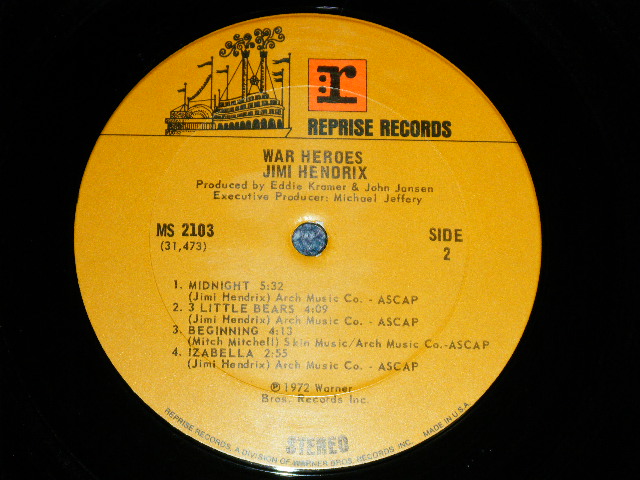 r:
REPRISE RECORDS
WAR HEROES
JIMI HENDRIX
Produced by Eddie Kramer & John Jansen
Executive Producer: Michael Jeffery
MS 2103
(31,473)
SIDE
2
1. MIDNIGHT 5:32
(Jimi Hendrix) Arch Music Co. - ASCAP
2. 3 LITTLE BEARS 4:09
(Jimi Hendrix) Arch Music Co. - ASCAP
3. BEGINNING 4:13
(Mitch Mitchell) Skin Music/Arch Music Co.-ASCAP
4. IZABELLA 2:55
(Jimi Hendrix) Arch Music Co. - ASCAP
℗ 1972 Warner
Bros. Records Inc.
STEREO
REPRISE RECORDS, A DIVISION OF WARNER BROS. RECORDS, INC. MADE IN U.S.A.